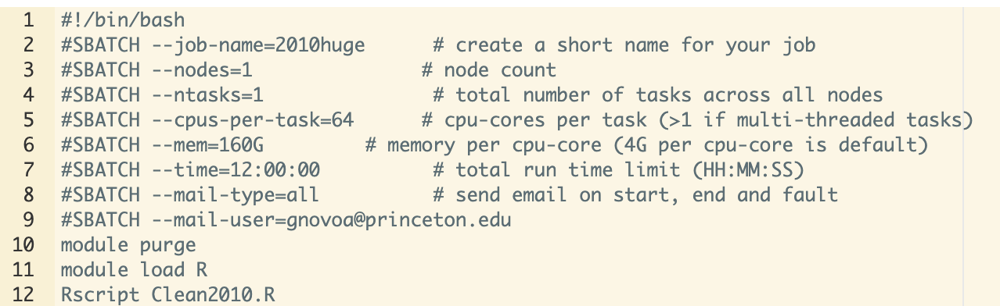 1 #!/bin/bash
2 #SBATCH --job-name=2010huge      # create a short name for your job
3 #SBATCH --nodes=1               # node count
4 #SBATCH --ntasks=1               # total number of tasks across all nodes
5 #SBATCH --cpus-per-task=64      # cpu-cores per task (>1 if multi-threaded tasks)
6 #SBATCH --mem=160G         # memory per cpu-core (4G per cpu-core is default)
7 #SBATCH --time=12:00:00          # total run time limit (HH:MM:SS)
8 #SBATCH --mail-type=all          # send email on start, end and fault
9 #SBATCH --mail-user=gnovoa@princeton.edu
10 module purge
11 module load R
12 Rscript Clean2010.R